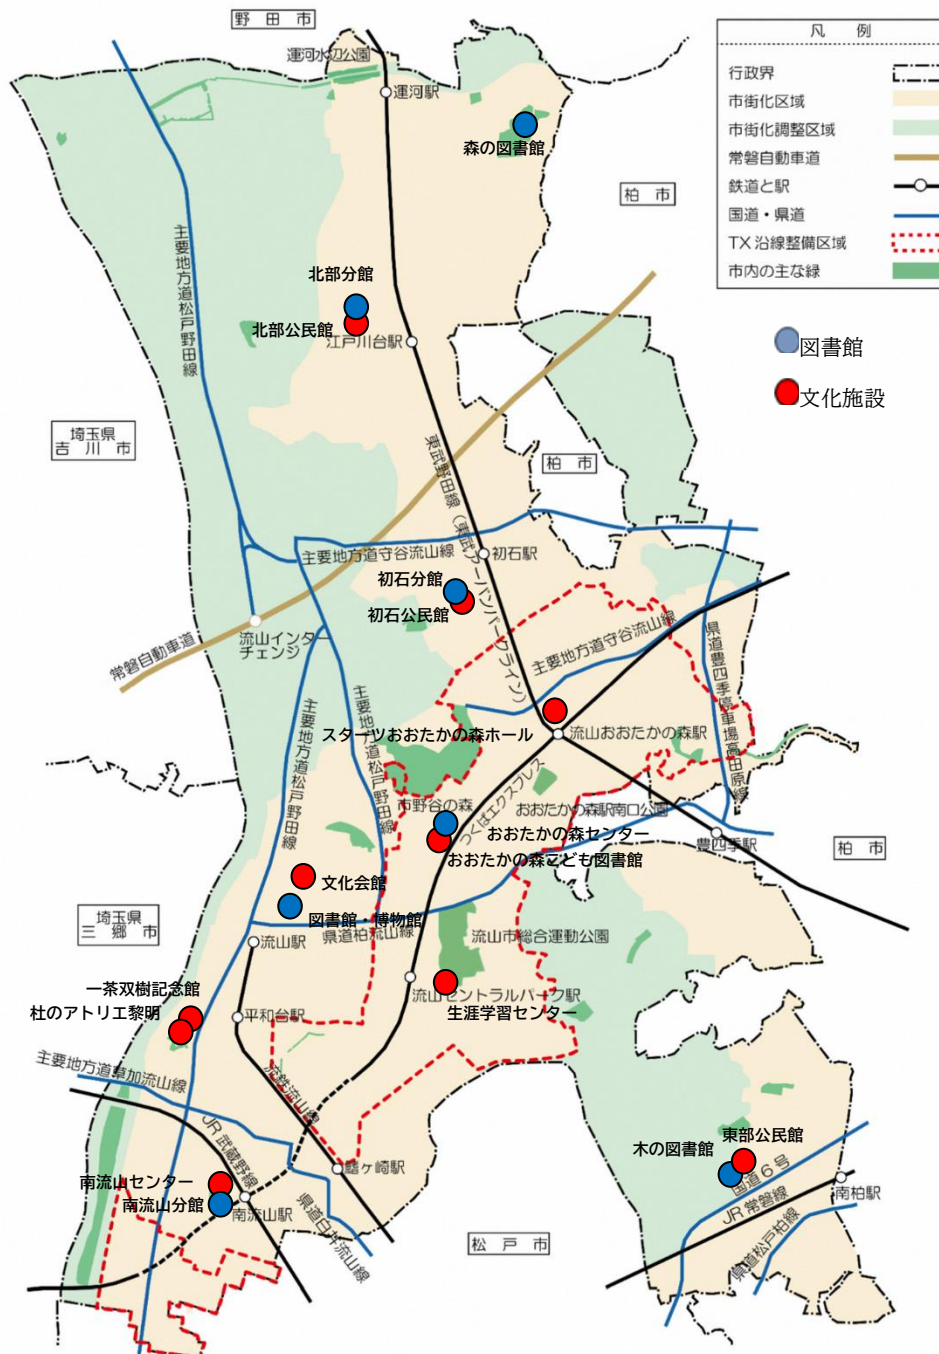 野田市
運河水辺公園
運河駅
森の図書館
柏市
凡例
行政界
市街化区域
市街化調整区域
常磐自動車道
鉄道と駅
国道・県道
TX沿線整備区域
市内の主な緑
図書館
文化施設
主要地方道松戸野田線
北部分館
北部公民館
江戸川台駅
埼玉県
吉川市
東武野田線(東武アーバンパークライン)
柏市
主要地方道守谷流山線
初石駅
初石分館
初石公民館
流山インター
チェンジ
常磐自動車道
主要地方道守谷流山線
県道豊四季停車場高田原線
主要地方道松戸野田線
主要地方道松戸野田線
スターツおおたかの森ホール
流山おおたかの森駅
つくばエクスプレス
市野谷の森
おおたかの森駅南口公園
おおたかの森センター
おおたかの森こども図書館
豊四季駅
柏市
文化会館
図書館・博物館
県道柏流山線
埼玉県
三郷市
流山駅
流山市総合運動公園
一茶双樹記念館
杜のアトリエ黎明
平和台駅
流山セントラルパーク駅
生涯学習センター
主要地方道草加流山線
流鉄流山線
JR武蔵野線
鰭ヶ崎駅
南流山センター
南流山分館
南流山駅
県道白井流山線
松戸市
木の図書館
東部公民館
国道6号
JR常磐線
南柏駅
県道松戸柏線